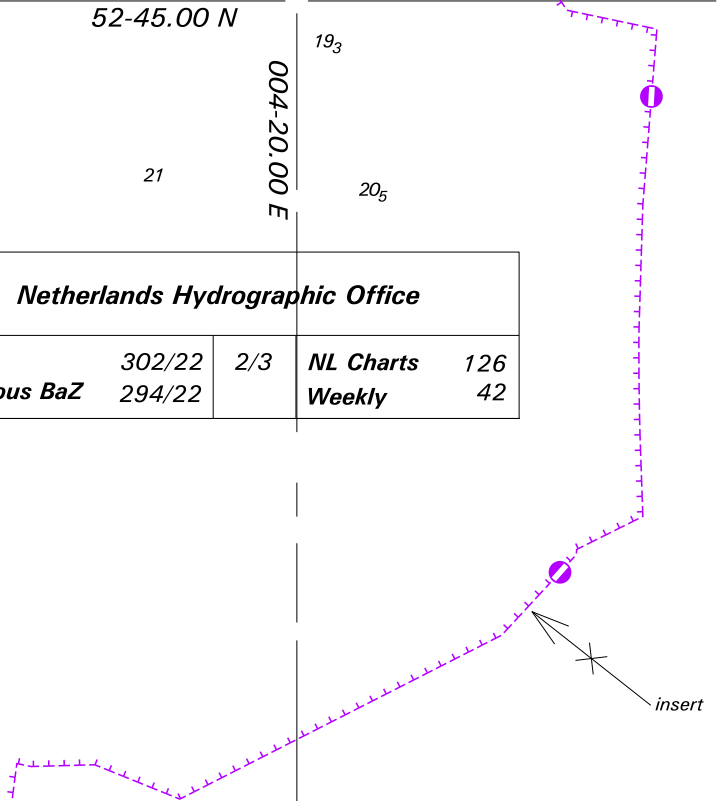 52-45.00 N
19₃
004-20.00 E
21
20₅
Netherlands Hydrographic Office
302/22 2/3 NL Charts 126
ous BaZ 294/22 Weekly 42
insert